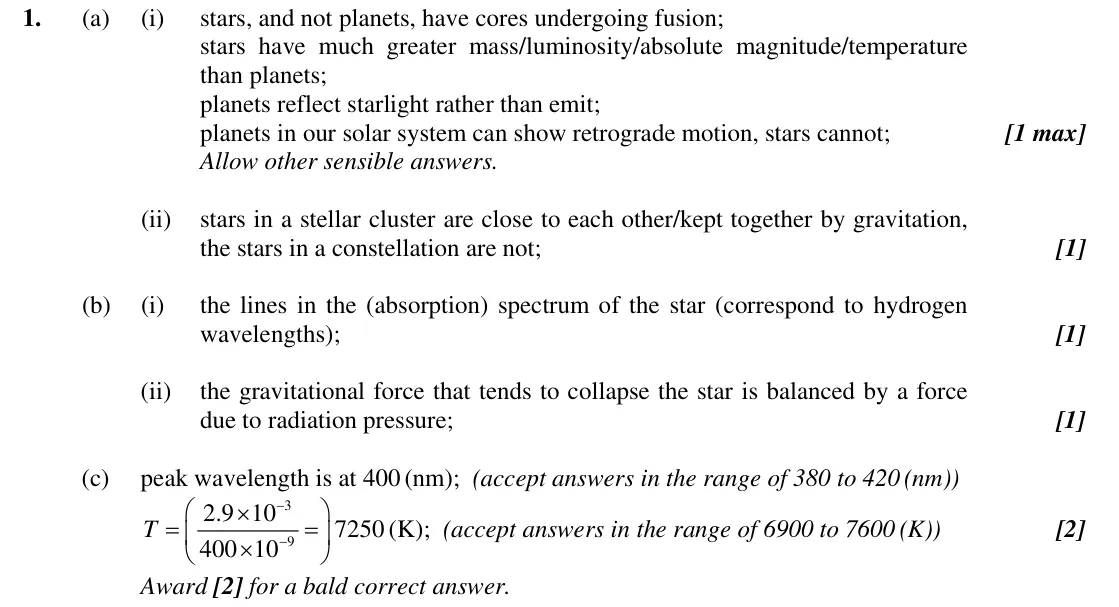 1. (a) (i) stars, and not planets, have cores undergoing fusion;
stars have much greater mass/luminosity/absolute magnitude/temperature
than planets;
planets reflect starlight rather than emit;
planets in our solar system can show retrograde motion, stars cannot; [1 max]
Allow other sensible answers.
(ii) stars in a stellar cluster are close to each other/kept together by gravitation,
the stars in a constellation are not; [1]
(b) (i) the lines in the (absorption) spectrum of the star (correspond to hydrogen
wavelengths); [1]
(ii) the gravitational force that tends to collapse the star is balanced by a force
due to radiation pressure; [1]
(c) peak wavelength is at 400 (nm); (accept answers in the range of 380 to 420 (nm))
T = ( 2.9×10⁻³ / 400×10⁻⁹ = ) 7250 (K); (accept answers in the range of 6900 to 7600 (K)) [2]
Award [2] for a bald correct answer.